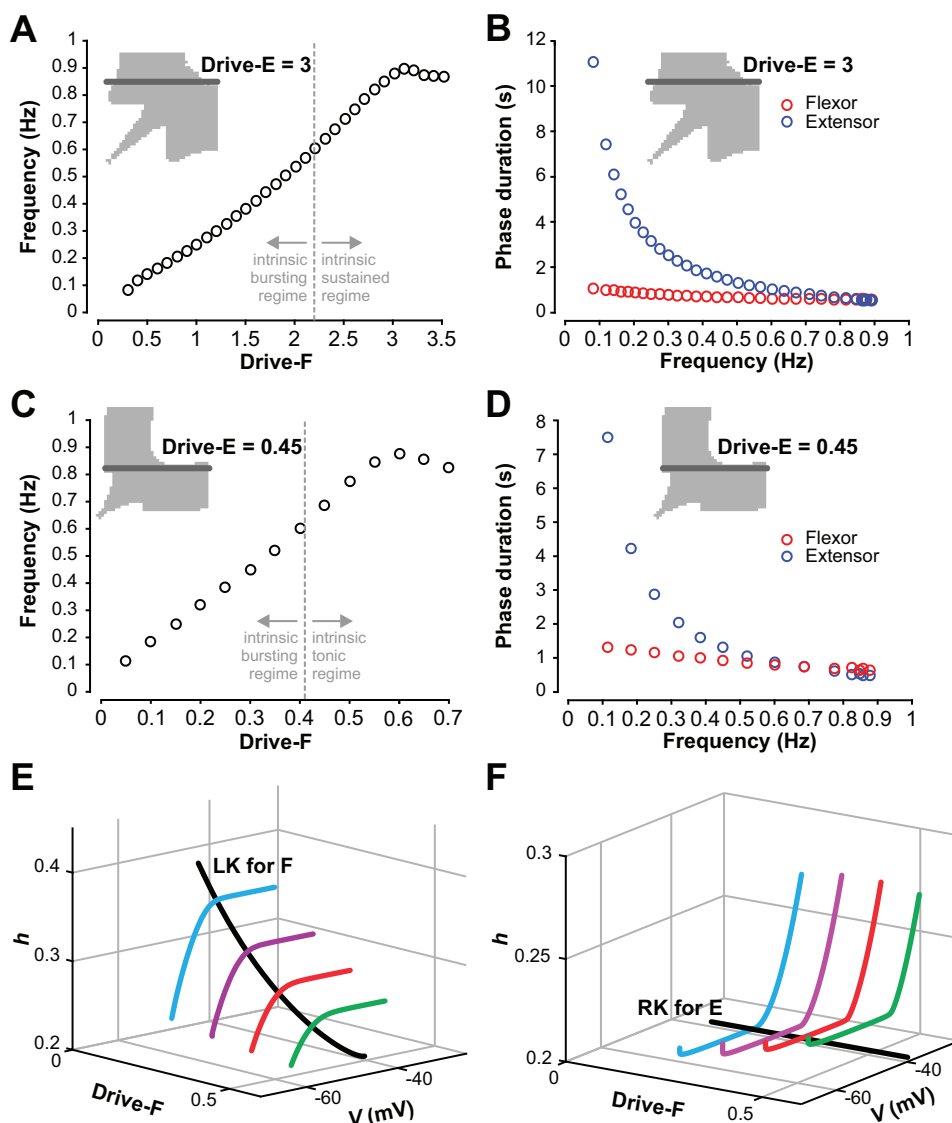 A
Drive-E = 3
Frequency (Hz)
1
0.9
0.8
0.7
0.6
0.5
0.4
0.3
0.2
0.1
0
intrinsic bursting regime
intrinsic sustained regime
0 0.5 1 1.5 2 2.5 3 3.5
Drive-F
B
Drive-E = 3
Phase duration (s)
12
10
8
6
4
2
0
Flexor
Extensor
0 0.1 0.2 0.3 0.4 0.5 0.6 0.7 0.8 0.9 1
Frequency (Hz)
C
Drive-E = 0.45
Frequency (Hz)
1
0.9
0.8
0.7
0.6
0.5
0.4
0.3
0.2
0.1
0
intrinsic bursting regime
intrinsic tonic regime
0 0.1 0.2 0.3 0.4 0.5 0.6 0.7
Drive-F
D
Drive-E = 0.45
Phase duration (s)
8
7
6
5
4
3
2
1
0
Flexor
Extensor
0 0.1 0.2 0.3 0.4 0.5 0.6 0.7 0.8 0.9 1
Frequency (Hz)
E
LK for F
h
0.4
0.3
0.2
0
0.5
Drive-F
-60
-40
V (mV)
F
RK for E
h
0.3
0.25
0.2
0
0.5
Drive-F
-60
-40
V (mV)